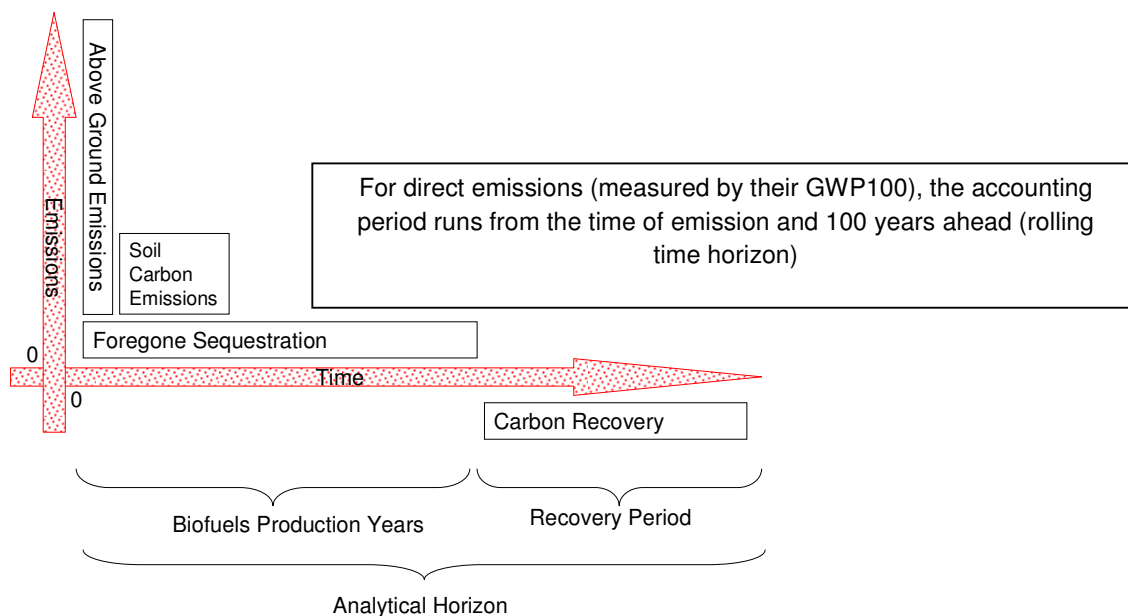 Above Ground Emissions
Emissions
Soil
Carbon
Emissions
For direct emissions (measured by their GWP100), the accounting
period runs from the time of emission and 100 years ahead (rolling
time horizon)
Foregone Sequestration
0
Time
0
Carbon Recovery
Biofuels Production Years
Recovery Period
Analytical Horizon